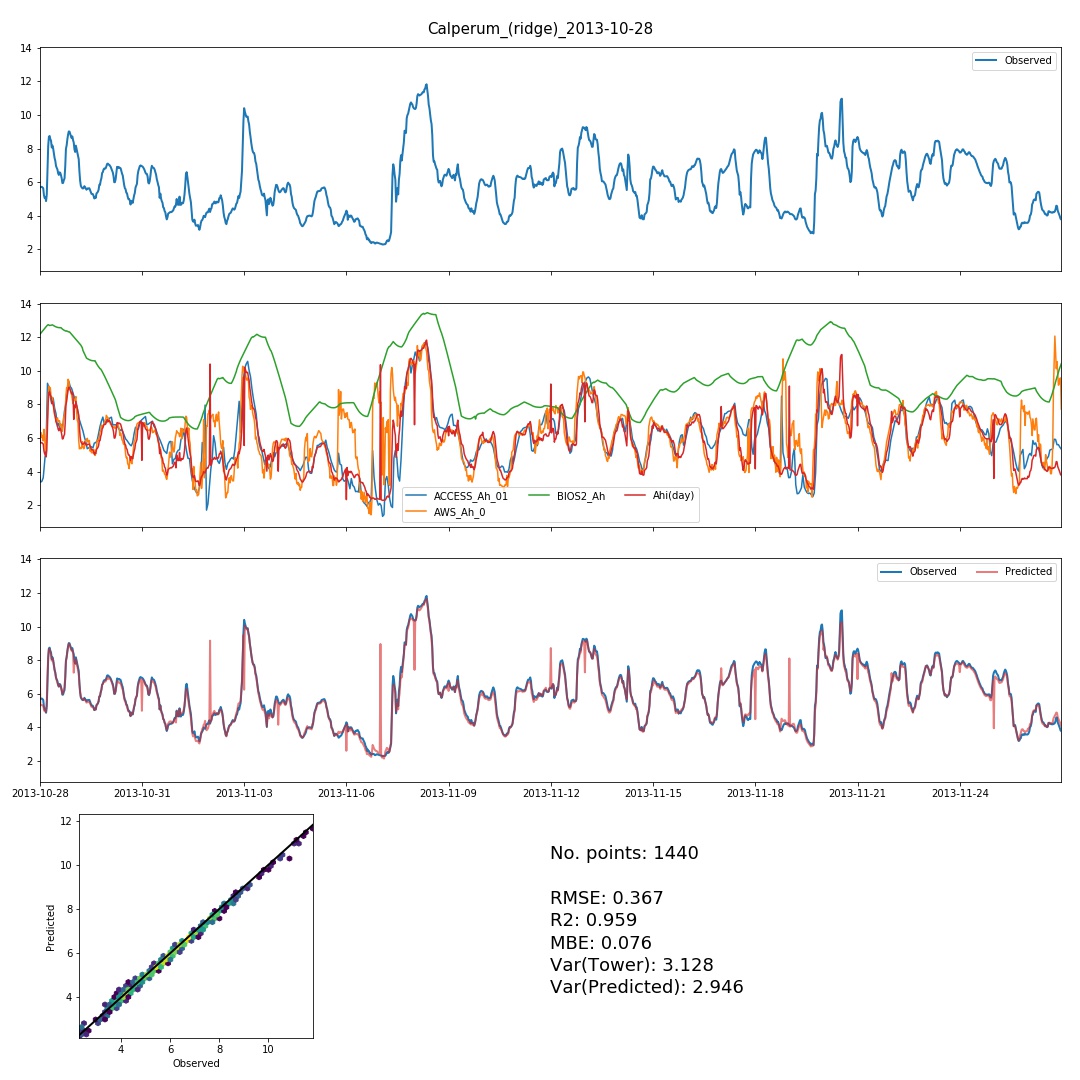 Calperum_(ridge)_2013-10-28
14
12
10
8
6
4
2
Observed
14
12
10
8
6
4
2
ACCESS_Ah_01 BIOS2_Ah Ahi(day)
AWS_Ah_0
14
12
10
8
6
4
2
Observed Predicted
2013-10-28 2013-10-31 2013-11-03 2013-11-06 2013-11-09 2013-11-12 2013-11-15 2013-11-18 2013-11-21 2013-11-24
12
10
8
6
4
Predicted
4 6 8 10
Observed
No. points: 1440
RMSE: 0.367
R2: 0.959
MBE: 0.076
Var(Tower): 3.128
Var(Predicted): 2.946